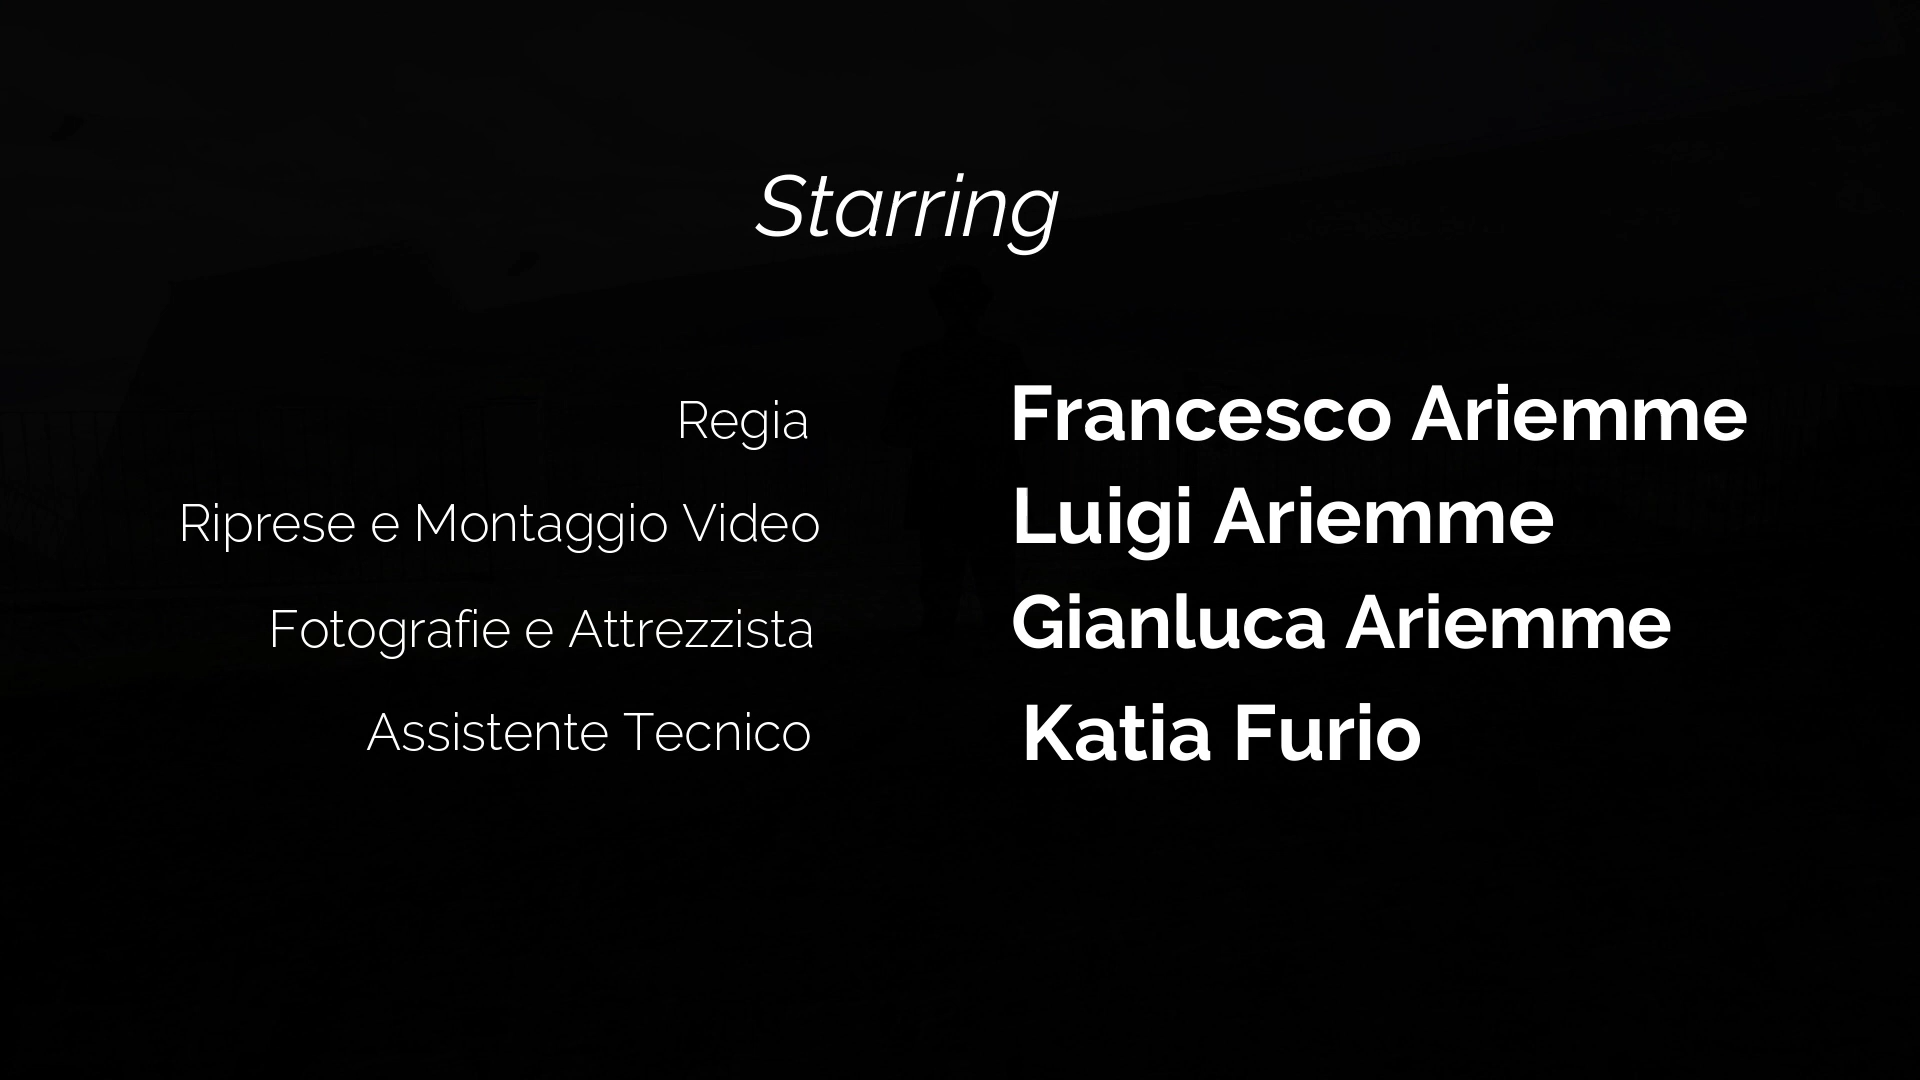 Starring
Regia Francesco Ariemme
Riprese e Montaggio Video Luigi Ariemme
Fotografie e Attrezzista Gianluca Ariemme
Assistente Tecnico Katia Furio